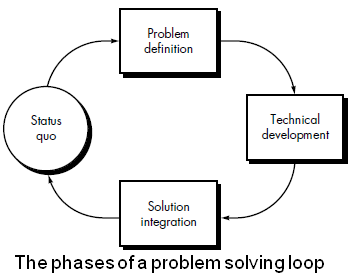 Problem
definition
Status
quo
Technical
development
Solution
integration
The phases of a problem solving loop